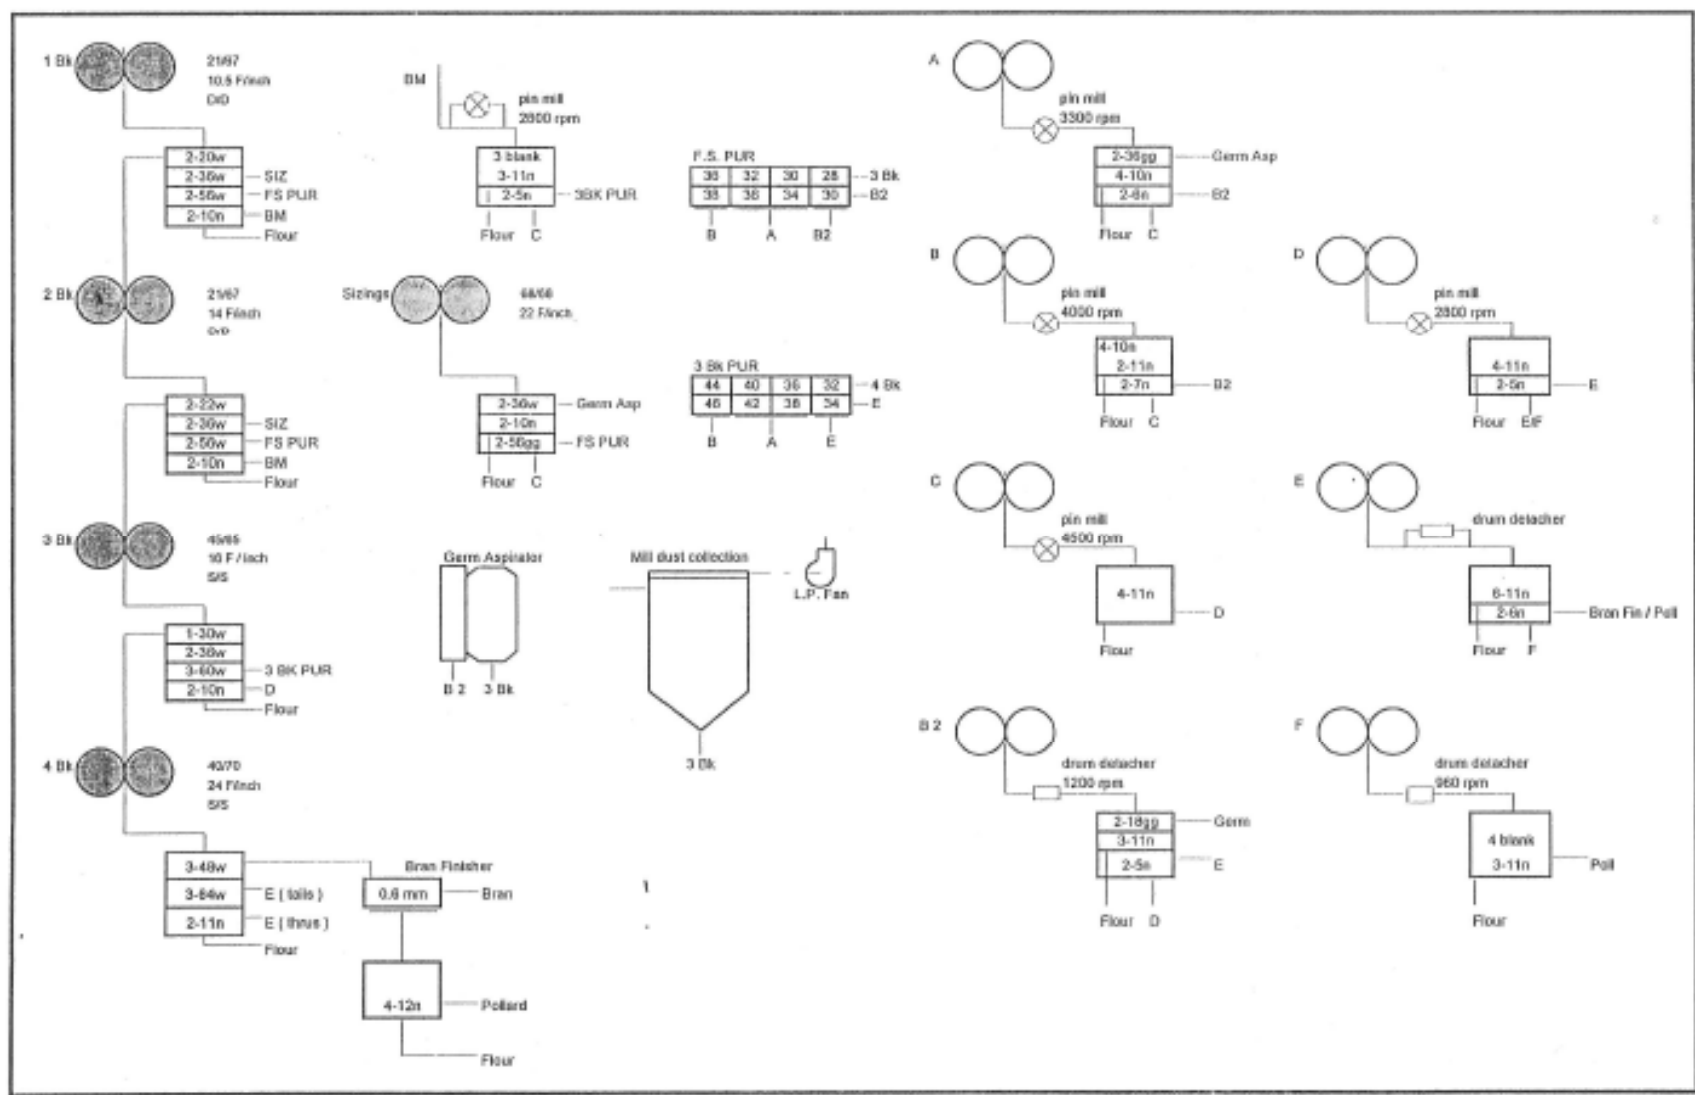 1 Bk
21/67
10.5 F/inch
D/D
2-20w
2-36w
SIZ
2-56w
FS PUR
2-10n
BM
Flour
2 Bk
21/67
14 F/inch
D/D
2-22w
2-36w
SIZ
2-56w
FS PUR
2-10n
BM
Flour
3 Bk
45/65
16 F / inch
S/S
1-30w
2-36w
3-60w
3 BK PUR
2-10n
D
Flour
4 Bk
40/70
24 F/inch
S/S
3-48w
3-64w
E ( tails )
2-11n
E ( thrus )
Flour
Bran Finisher
0.6 mm
Bran
4-12n
Pollard
Flour
BM
pin mill
2800 rpm
3 blank
3-11n
2-5n
3BK PUR
Flour C
Sizings
68/68
22 F/inch
2-36w
Germ Asp
2-10n
2-56gg
FS PUR
Flour C
Germ Aspirator
B 2 3 Bk
F.S. PUR
36 32 30 28 3 Bk
38 36 34 30 B2
B A B2
3 Bk PUR
44 40 36 32 4 Bk
46 42 38 34 E
B A E
Mill dust collection
L.P. Fan
3 Bk
A
pin mill
3300 rpm
2-36gg
Germ Asp
4-10n
2-6n
B2
Flour C
B
pin mill
4000 rpm
4-10n
2-11n
2-7n
B2
Flour C
C
pin mill
4500 rpm
4-11n
D
Flour
B 2
drum detacher
1200 rpm
2-18gg
Germ
3-11n
2-5n
E
Flour D
D
pin mill
2800 rpm
4-11n
2-5n
E
Flour E/F
E
drum detacher
6-11n
2-6n
Bran Fin / Poll
Flour F
F
drum detacher
960 rpm
4 blank
3-11n
Poll
Flour